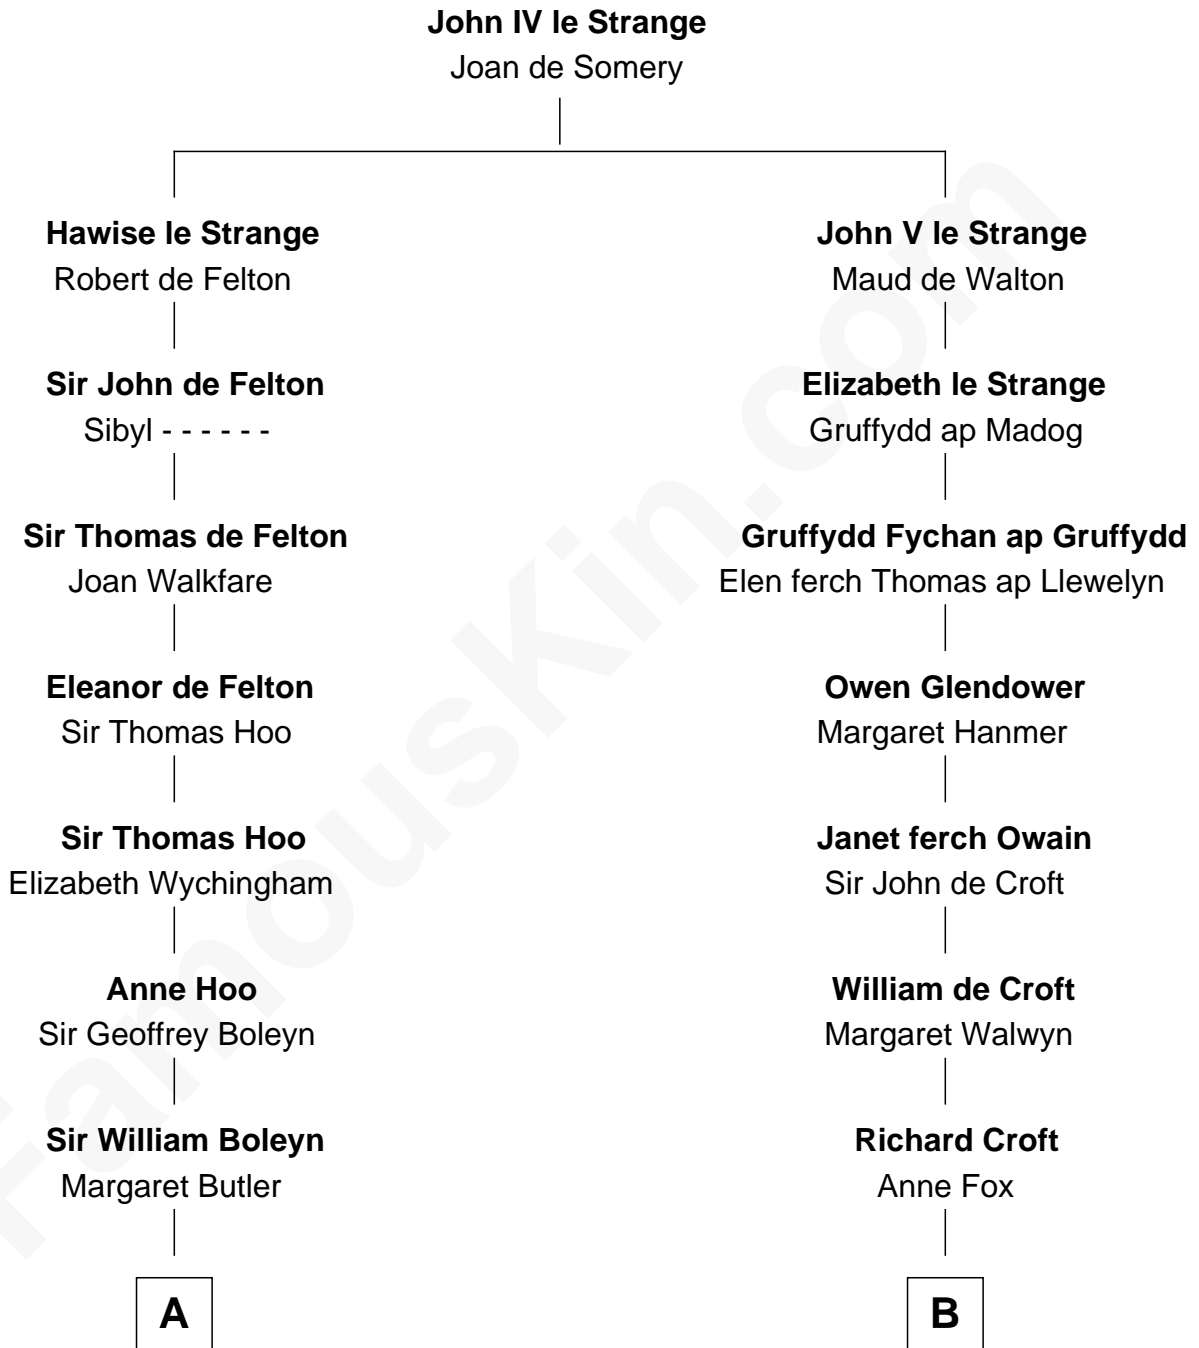 John IV le Strange
Joan de Somery
Hawise le Strange
Robert de Felton
John V le Strange
Maud de Walton
Sir John de Felton
Sibyl - - - - - -
Elizabeth le Strange
Gruffydd ap Madog
Sir Thomas de Felton
Joan Walkfare
Gruffydd Fychan ap Gruffydd
Elen ferch Thomas ap Llewelyn
Eleanor de Felton
Sir Thomas Hoo
Owen Glendower
Margaret Hanmer
Sir Thomas Hoo
Elizabeth Wychingham
Janet ferch Owain
Sir John de Croft
Anne Hoo
Sir Geoffrey Boleyn
William de Croft
Margaret Walwyn
Sir William Boleyn
Margaret Butler
Richard Croft
Anne Fox
A
B
FamousKin.com